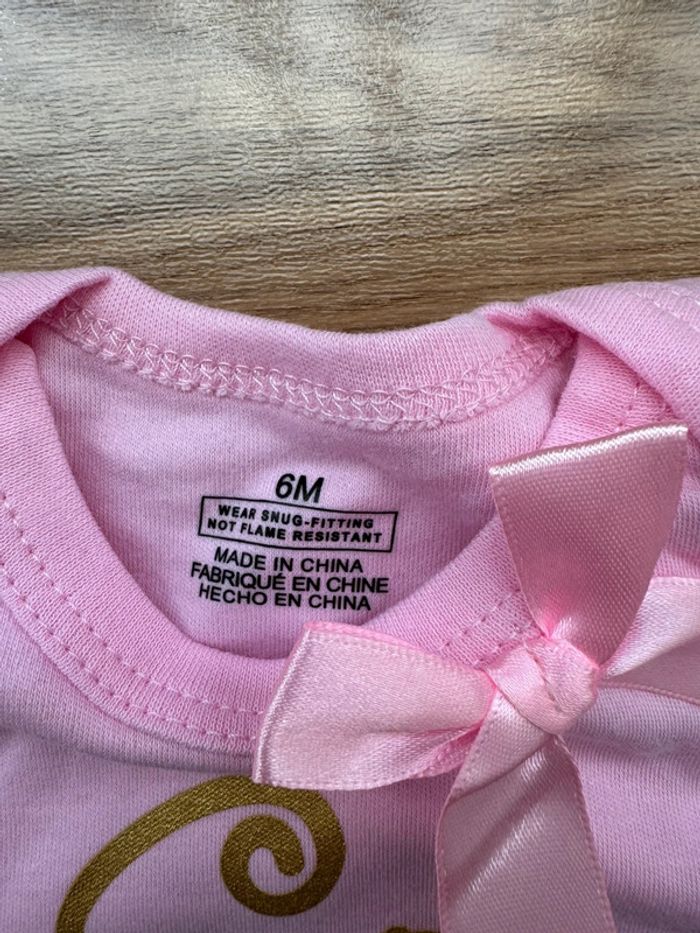 6M
WEAR SNUG-FITTING
NOT FLAME RESISTANT
MADE IN CHINA
FABRIQUÉ EN CHINE
HECHO EN CHINA